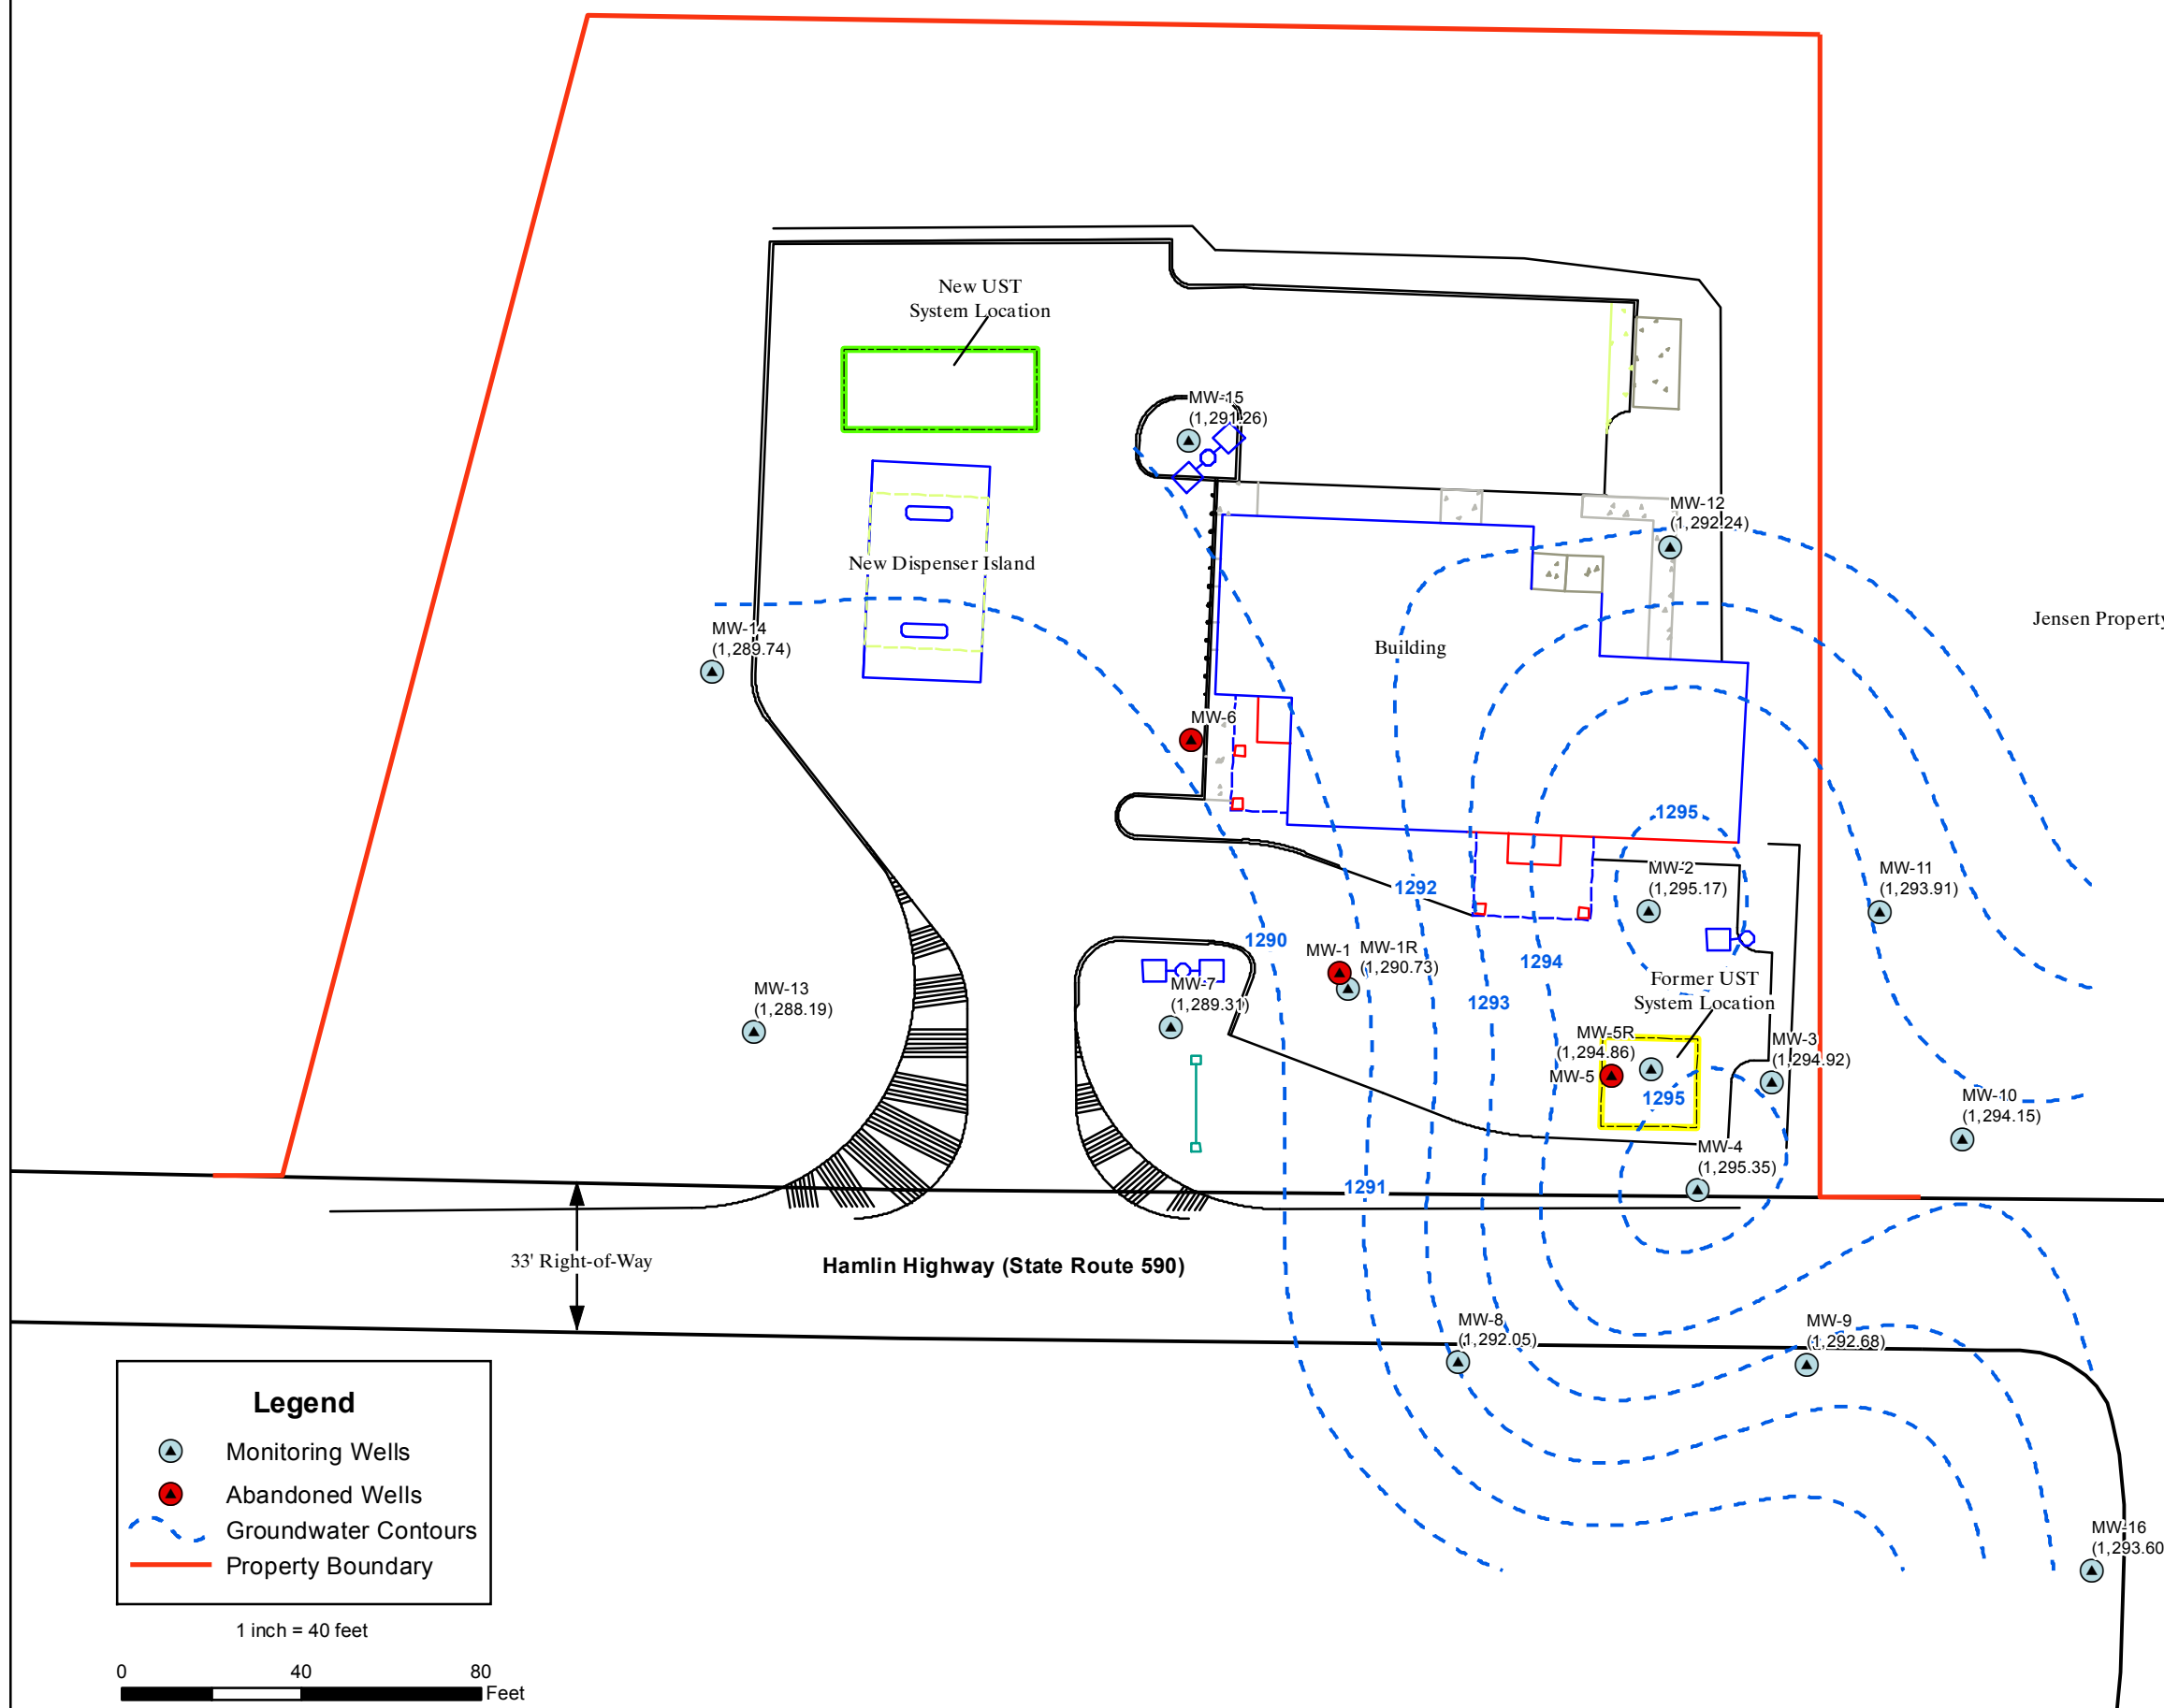 New UST
System Location
MW-15
(1,291.26)
MW-12
(1,292.24)
New Dispenser Island
MW-14
(1,289.74)
Jensen Property
Building
MW-6
1295
MW-2
(1,295.17)
MW-11
(1,293.91)
1292
1290
MW-1
MW-1R
(1,290.73)
1294
Former UST
System Location
1293
MW-13
(1,288.19)
MW-7
(1,289.31)
MW-5R
(1,294.86)
MW-5
1295
MW-3
(1,294.92)
MW-10
(1,294.15)
MW-4
(1,295.35)
1291
33' Right-of-Way
Hamlin Highway (State Route 590)
MW-8
(1,292.05)
MW-9
(1,292.68)
MW-16
(1,293.60
Legend
Monitoring Wells
Abandoned Wells
Groundwater Contours
Property Boundary
1 inch = 40 feet
0 40 80
Feet